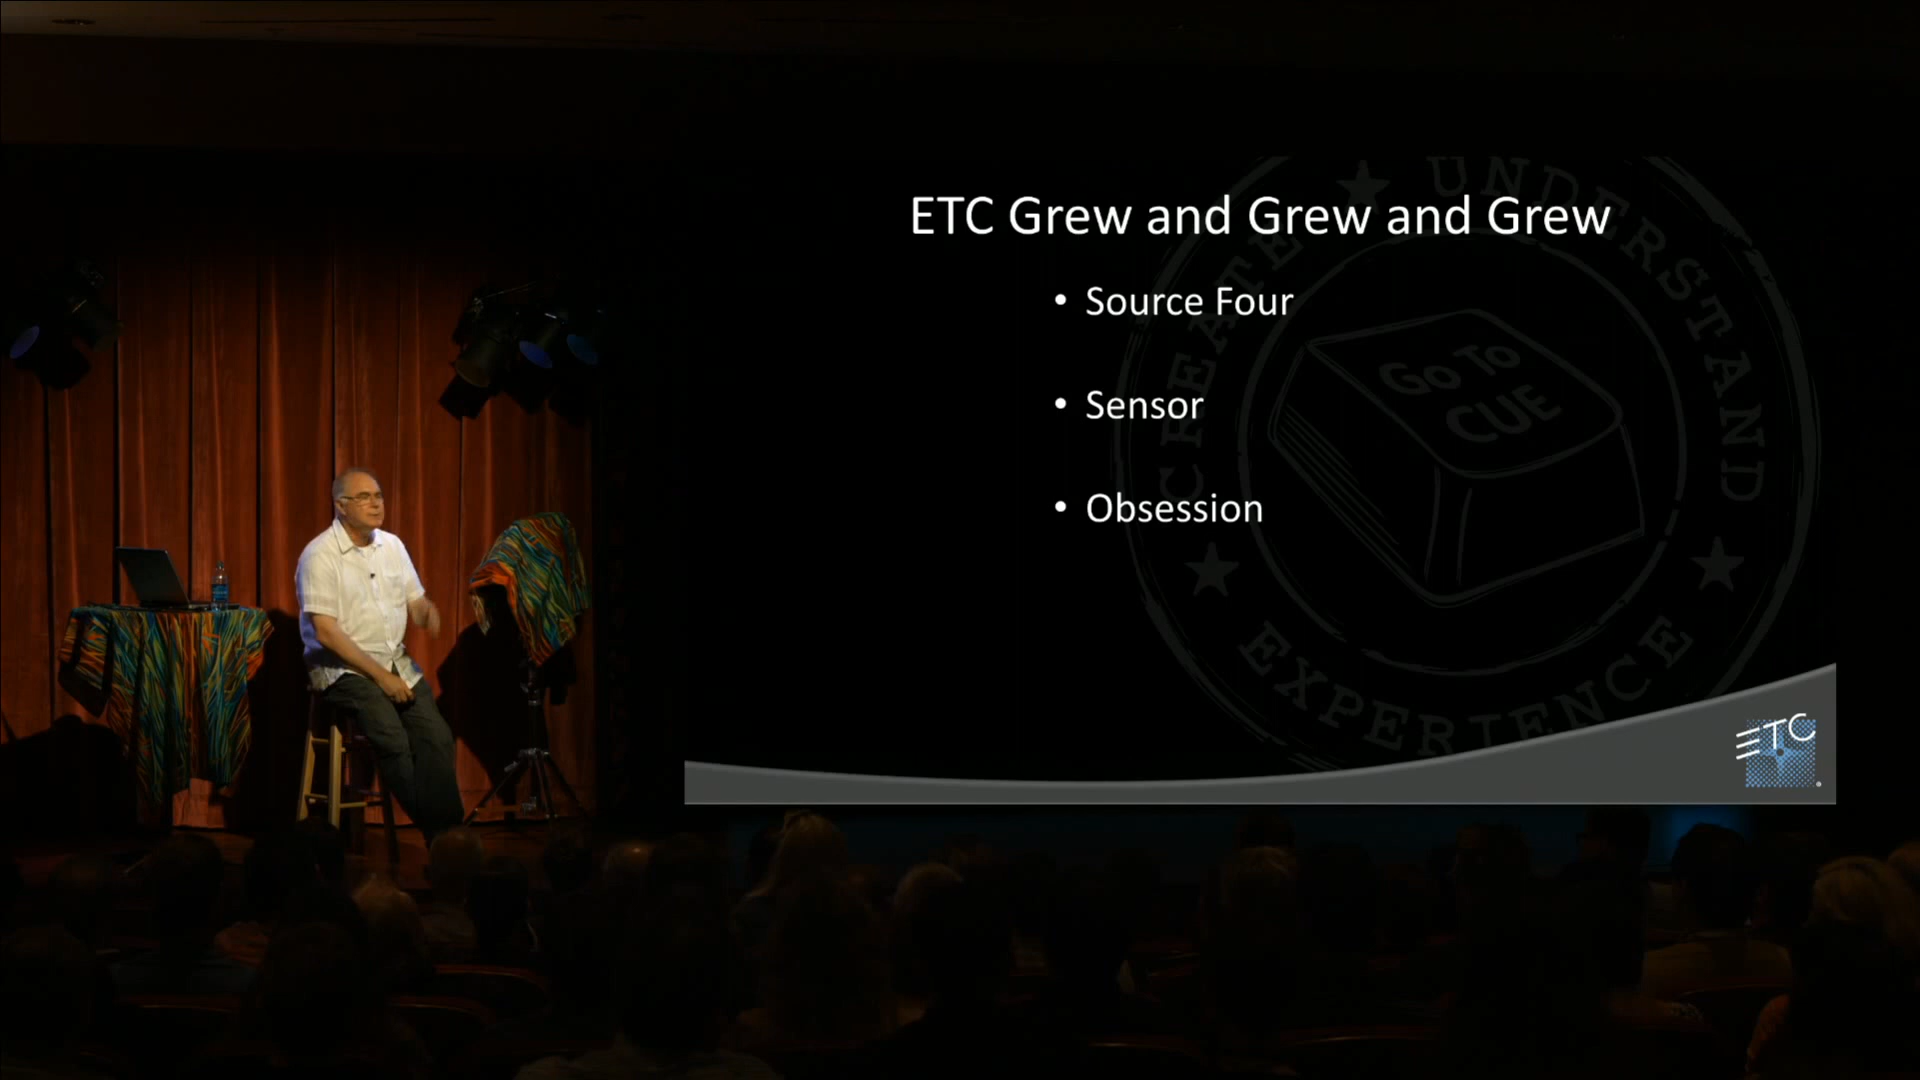 ETC Grew and Grew and Grew
• Source Four
• Sensor
• Obsession
CREATE ★ UNDERSTAND ★ EXPERIENCE ★
Go To
CUE
ETC